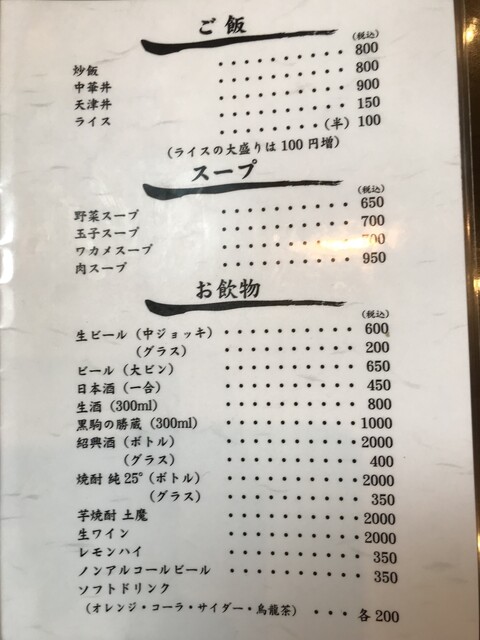 ご飯
(税込)
炒飯 ・・・・・・・・・ 800
中華丼 ・・・・・・・・・ 800
天津丼 ・・・・・・・・・ 900
ライス ・・・・・・・・・ 150
・・・・・・・・(半) 100
(ライスの大盛りは100円増)
スープ
(税込)
野菜スープ ・・・・・・・・・ 650
玉子スープ ・・・・・・・・・ 700
ワカメスープ ・・・・・・・・・
肉スープ ・・・・・・・・・ 950
お飲物
(税込)
生ビール(中ジョッキ) ・・・・・・・・・ 600
(グラス) ・・・・・・・・・ 200
ビール(大ビン) ・・・・・・・・・ 650
日本酒(一合) ・・・・・・・・・ 450
生酒(300ml) ・・・・・・・・・ 800
黒駒の勝蔵(300ml) ・・・・・・・・・ 1000
紹興酒(ボトル) ・・・・・・・・・ 2000
(グラス) ・・・・・・・・・ 400
焼酎 純25°(ボトル) ・・・・・・・・・ 2000
(グラス) ・・・・・・・・・ 350
芋焼酎 土魔 ・・・・・・・・・ 2000
生ワイン ・・・・・・・・・ 2000
レモンハイ ・・・・・・・・・ 350
ノンアルコールビール ・・・・・・・・・ 350
ソフトドリンク
(オレンジ・コーラ・サイダー・烏龍茶) ・・・ 各200